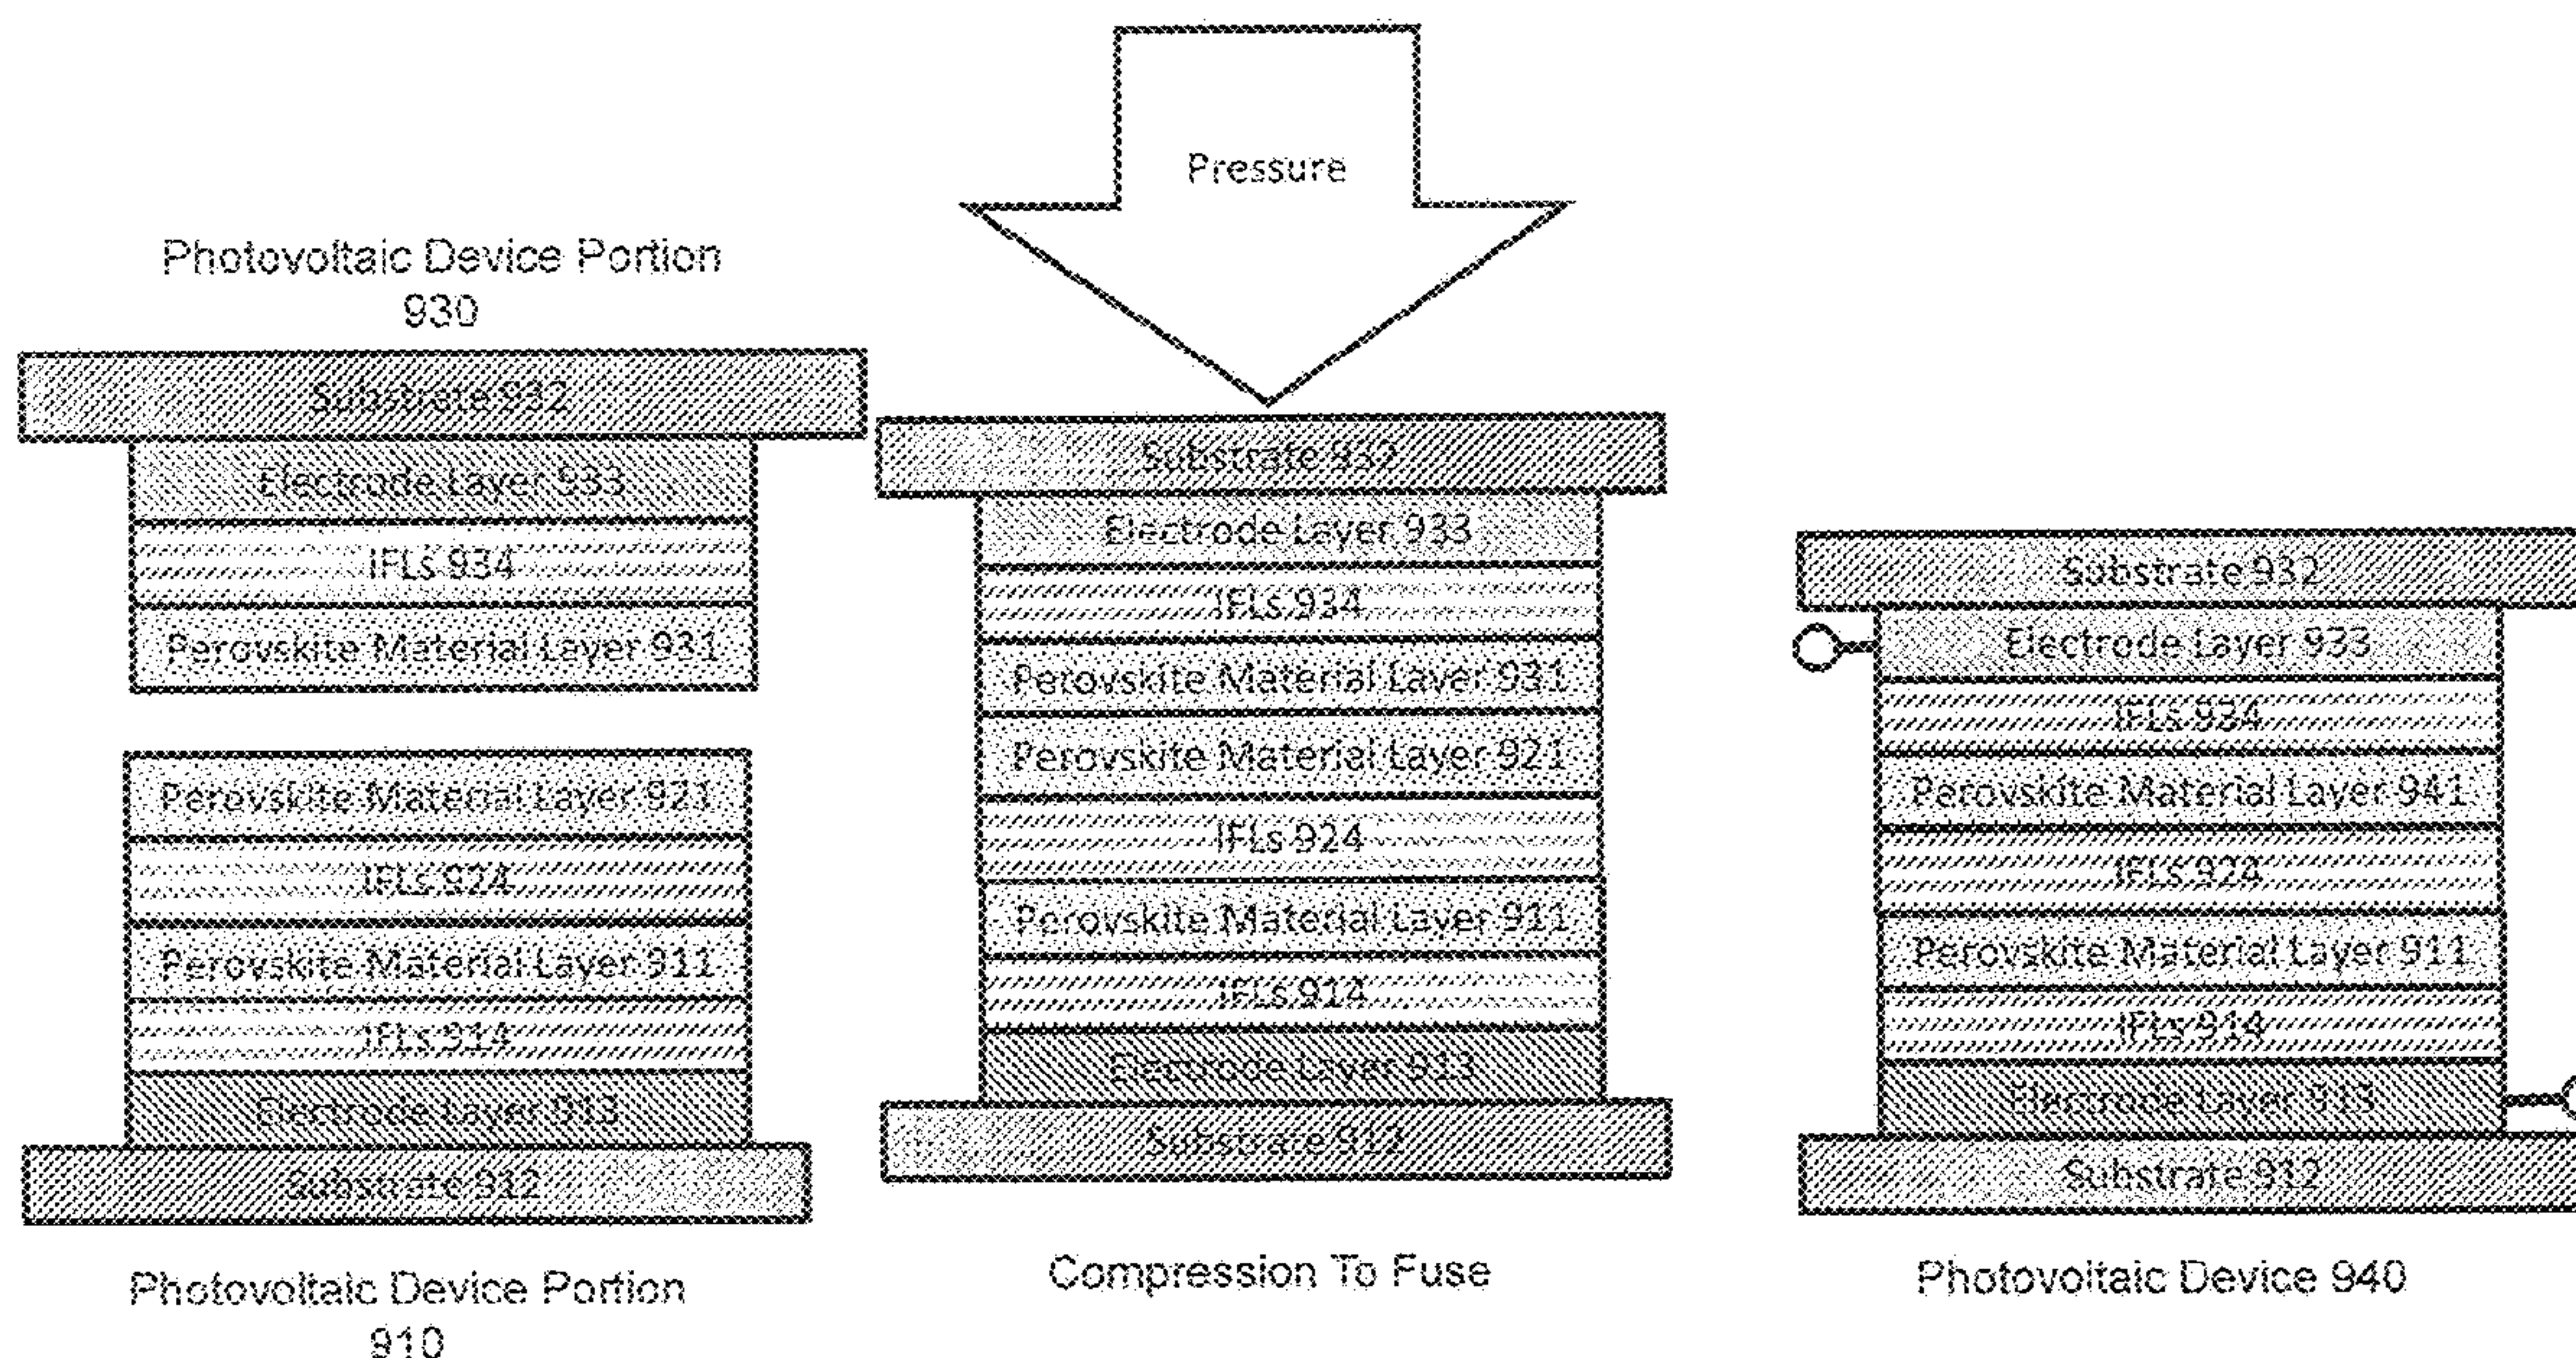 Photovoltaic Device Portion
930
Substrate 932
Electrode Layer 933
IFLs 934
Perovskite Material Layer 931
Perovskite Material Layer 921
IFLs 924
Perovskite Material Layer 911
IFLs 914
Electrode Layer 913
Substrate 912
Photovoltaic Device Portion
910
Pressure
Substrate 932
Electrode Layer 933
IFLs 934
Perovskite Material Layer 931
Perovskite Material Layer 921
IFLs 924
Perovskite Material Layer 911
IFLs 914
Electrode Layer 913
Substrate 912
Compression To Fuse
Substrate 932
Electrode Layer 933
IFLs 934
Perovskite Material Layer 941
IFLs 924
Perovskite Material Layer 911
IFLs 914
Electrode Layer 913
Substrate 912
Photovoltaic Device 940